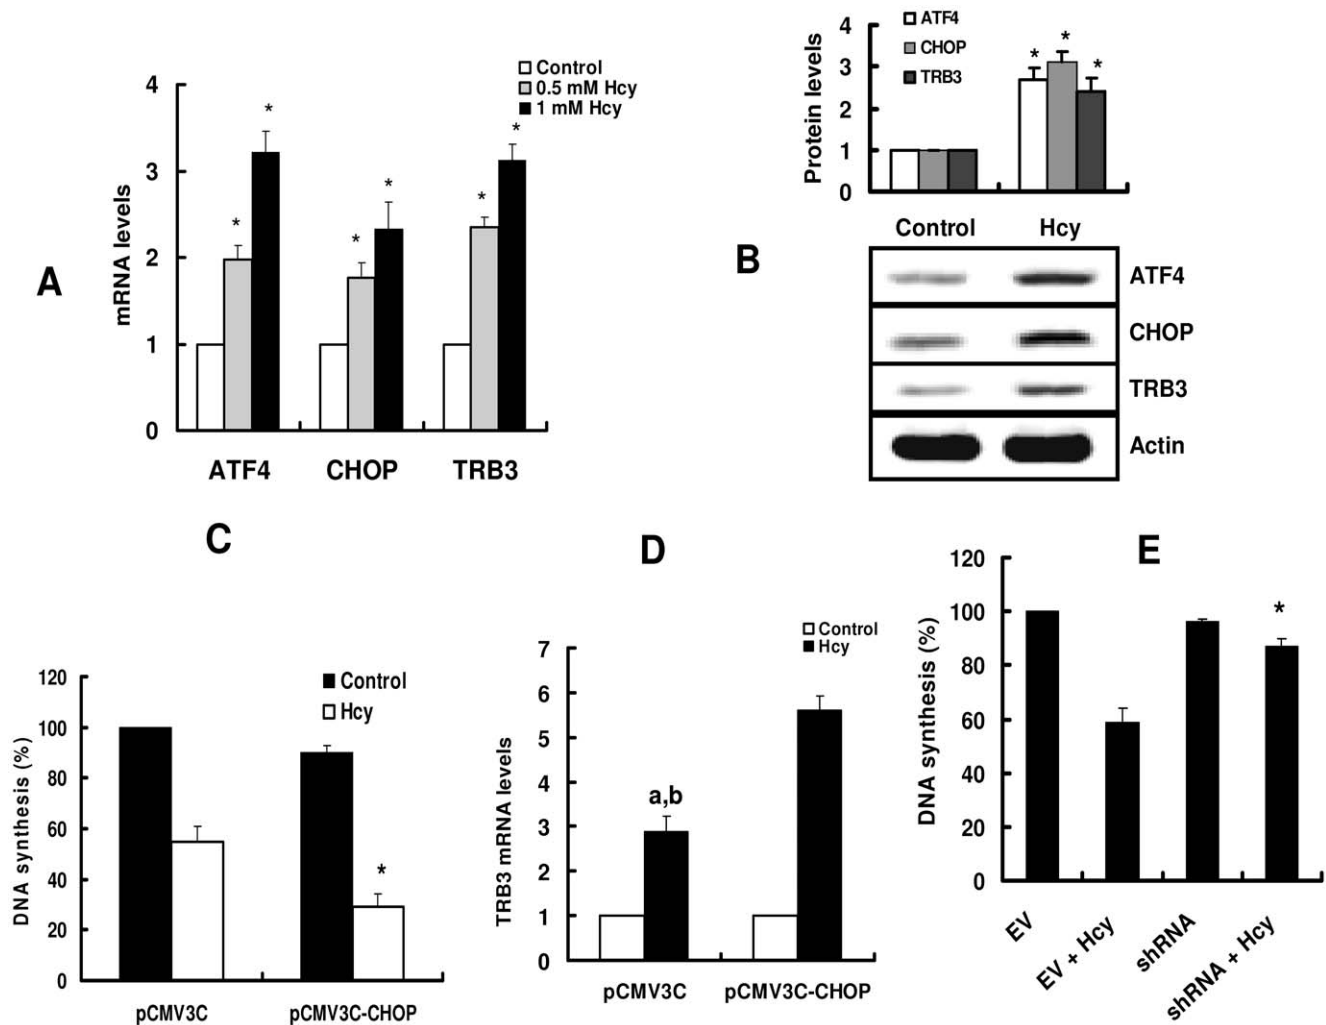 A
mRNA levels
4
3
2
1
0
Control
0.5 mM Hcy
1 mM Hcy
* * * * * *
ATF4 CHOP TRB3
B
Protein levels
4
3
2
1
0
ATF4
CHOP
TRB3
* * *
Control Hcy
ATF4
CHOP
TRB3
Actin
C
DNA synthesis (%)
120
100
80
60
40
20
0
Control
Hcy
*
pCMV3C pCMV3C-CHOP
D
TRB3 mRNA levels
7
6
5
4
3
2
1
0
Control
Hcy
a,b
pCMV3C pCMV3C-CHOP
E
DNA synthesis (%)
120
100
80
60
40
20
0
*
EV
EV + Hcy
shRNA
shRNA + Hcy